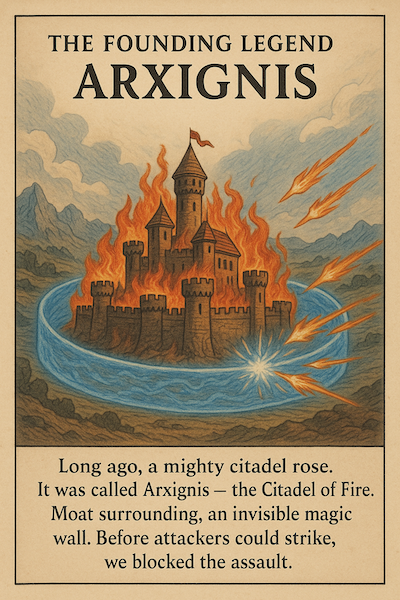 THE FOUNDING LEGEND
ARXIGNIS
Long ago, a mighty citadel rose.
It was called Arxignis – the Citadel of Fire.
Moat surrounding, an invisible magic
wall. Before attackers could strike,
we blocked the assault.